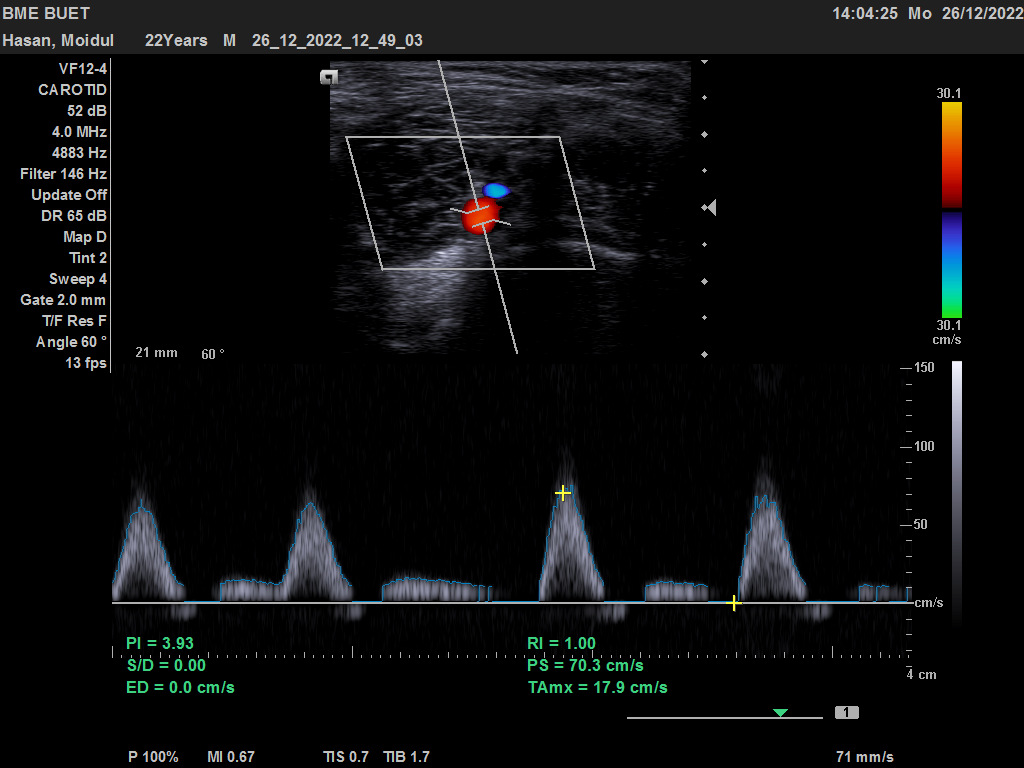 BME BUET 14:04:25 Mo 26/12/2022
Hasan, Moidul 22Years M 26_12_2022_12_49_03
VF12-4
CAROTID
52 dB
4.0 MHz
4883 Hz
Filter 146 Hz
Update Off
DR 65 dB
Map D
Tint 2
Sweep 4
Gate 2.0 mm
T/F Res F
Angle 60 °
13 fps
21 mm 60 °
30.1
30.1
cm/s
150
100
50
cm/s
4 cm
PI = 3.93
S/D = 0.00
ED = 0.0 cm/s
RI = 1.00
PS = 70.3 cm/s
TAmx = 17.9 cm/s
1
P 100% MI 0.67 TIS 0.7 TIB 1.7 71 mm/s